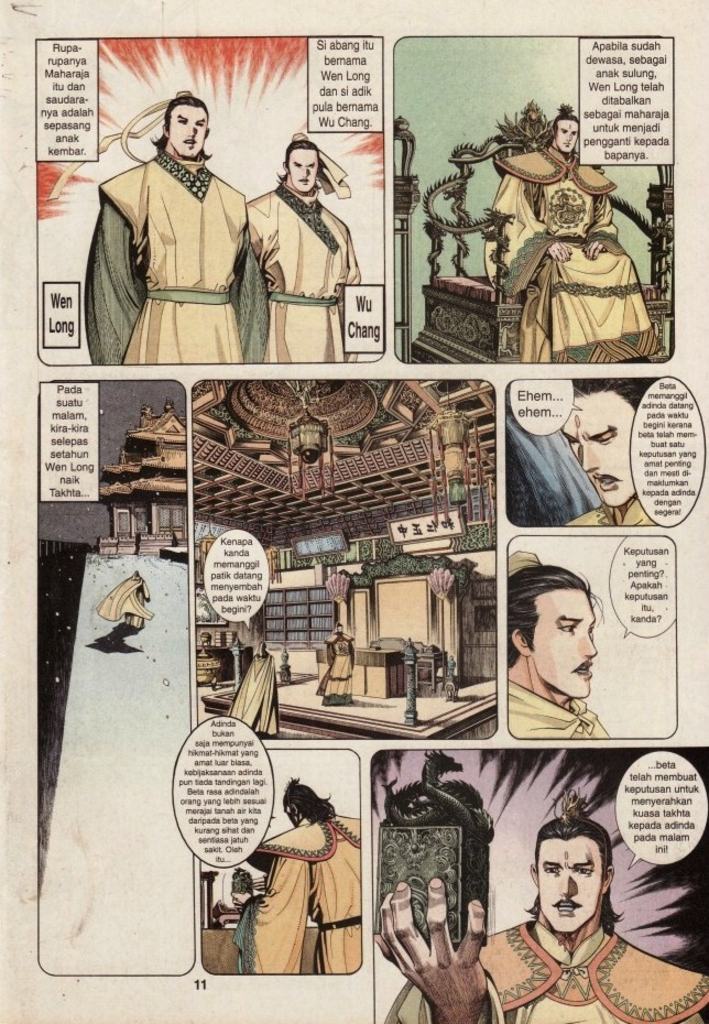 Rupa-
rupanya
Maharaja
itu dan
saudara-
nya adalah
sepasang
anak
kembar.
Si abang itu
bernama
Wen Long
dan si adik
pula bernama
Wu Chang.
Wen
Long
Wu
Chang
Apabila sudah
dewasa, sebagai
anak sulung,
Wen Long telah
ditabalkan
sebagai maharaja
untuk menjadi
pengganti kepada
bapanya.
Pada
suatu
malam,
kira-kira
selepas
setahun
Wen Long
naik
Takhta...
Kenapa
kanda
memanggil
patik datang
menyembah
pada waktu
begini?
Ehem...
ehem...
Beta
memanggil
adinda datang
pada waktu
begini kerana
beta telah mem-
buat satu
keputusan yang
amat penting
dan mesti di-
maklumkan
kepada adinda
dengan
segera!
Keputusan
yang
penting?
Apakah
keputusan
itu,
kanda?
Adinda
bukan
saja mempunyai
hikmat-hikmat yang
amat luar biasa,
kebijaksanaan adinda
pun tiada tandingan lagi.
Beta rasa adindalah
orang yang lebih sesuai
merajai tanah air kita
daripada beta yang
kurang sihat dan
sentiasa jatuh
sakit. Oleh
itu...
...beta
telah membuat
keputusan untuk
menyerahkan
kuasa takhta
kepada adinda
pada malam
ini!
11